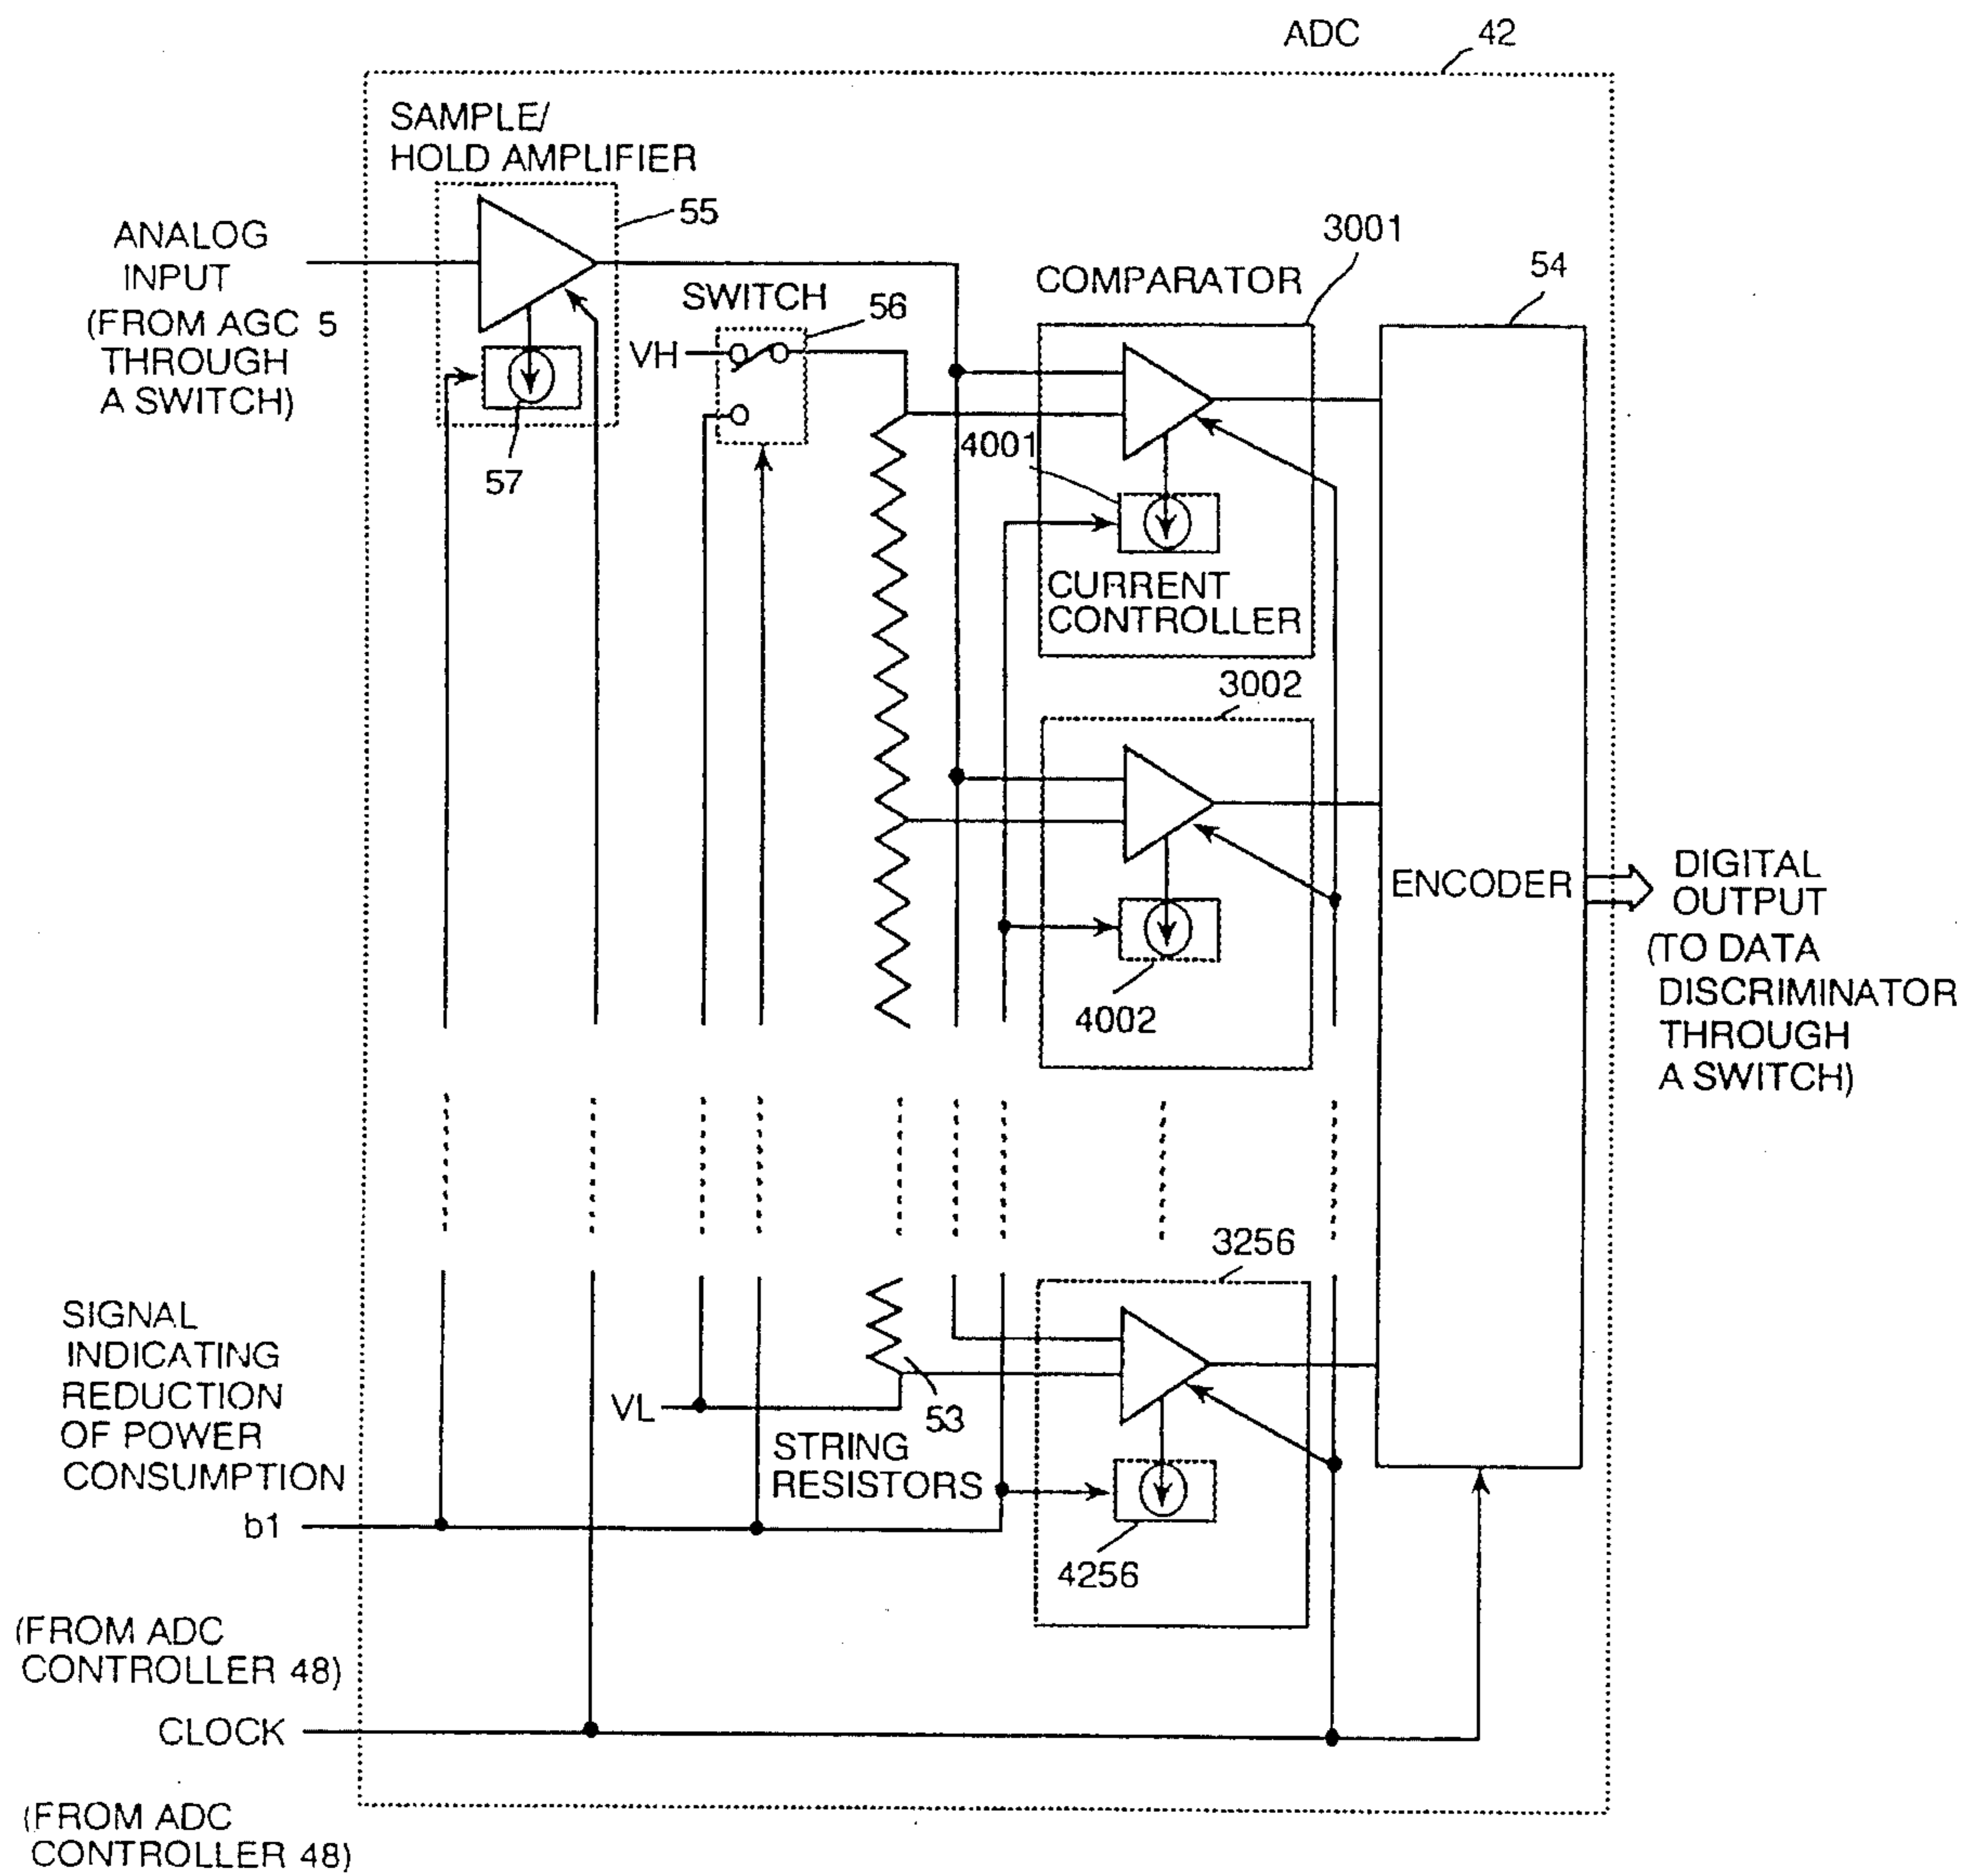 ADC
42
SAMPLE/
HOLD AMPLIFIER
55
ANALOG
INPUT
(FROM AGC 5
THROUGH
A SWITCH)
57
SWITCH
56
VH
COMPARATOR
3001
54
4001
CURRENT
CONTROLLER
3002
4002
ENCODER
DIGITAL
OUTPUT
(TO DATA
DISCRIMINATOR
THROUGH
A SWITCH)
3256
SIGNAL
INDICATING
REDUCTION
OF POWER
CONSUMPTION
b1
VL
53
STRING
RESISTORS
4256
(FROM ADC
CONTROLLER 48)
CLOCK
(FROM ADC
CONTROLLER 48)